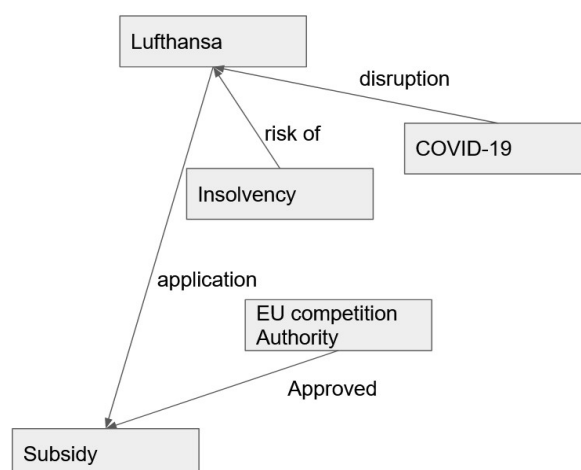 Lufthansa
disruption
risk of
COVID-19
Insolvency
application
EU competition
Authority
Approved
Subsidy